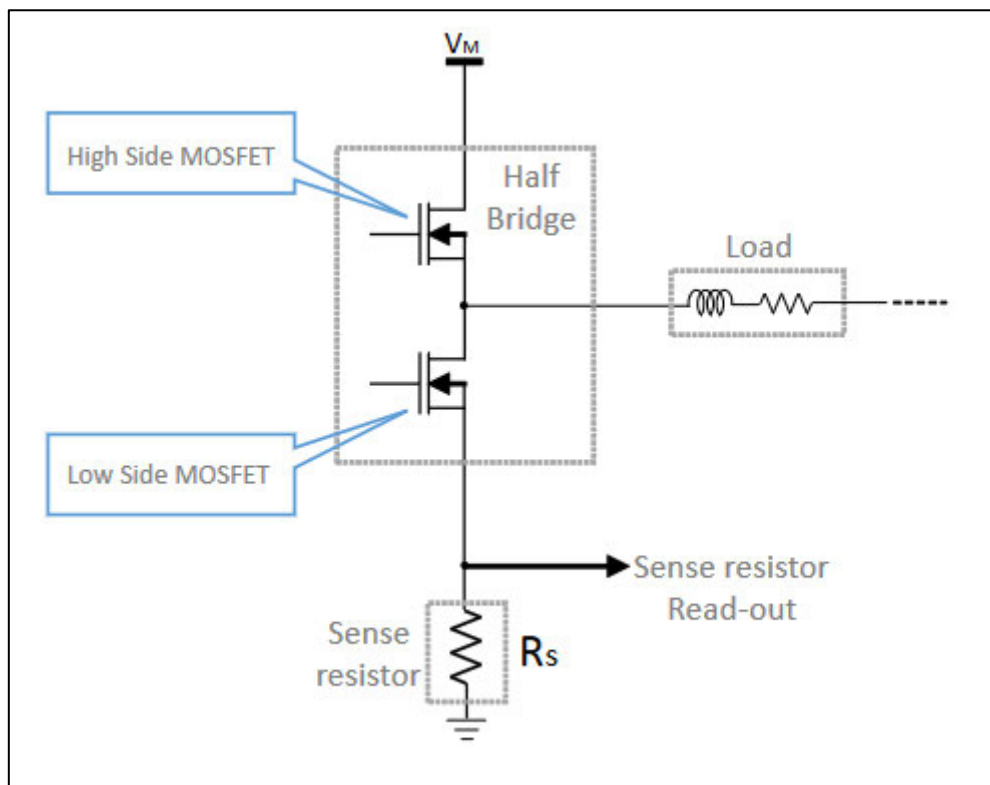 VM
High Side MOSFET
Half
Bridge
Load
Low Side MOSFET
Sense resistor
Read-out
Sense
resistor
Rs